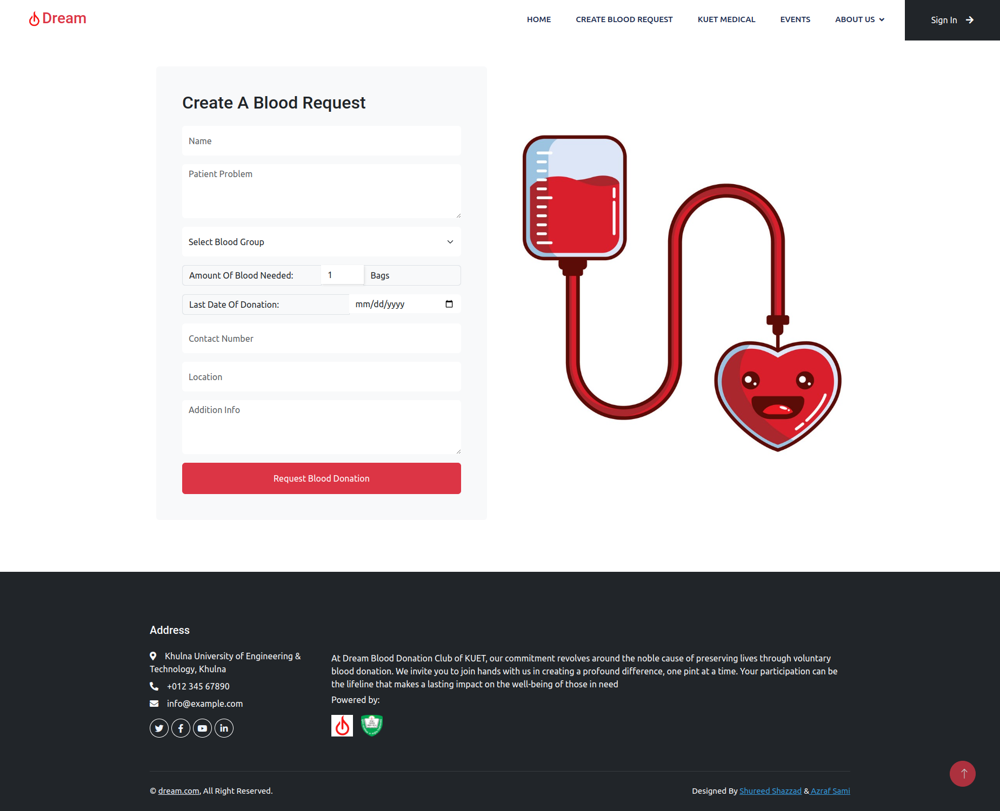 Dream
HOME
CREATE BLOOD REQUEST
KUET MEDICAL
EVENTS
ABOUT US
Sign In
Create A Blood Request
Name
Patient Problem
Select Blood Group
Amount Of Blood Needed:
1
Bags
Last Date Of Donation:
mm/dd/yyyy
Contact Number
Location
Addition Info
Request Blood Donation
Address
Khulna University of Engineering &
Technology, Khulna
+012 345 67890
info@example.com
At Dream Blood Donation Club of KUET, our commitment revolves around the noble cause of preserving lives through voluntary
blood donation. We invite you to join hands with us in creating a profound difference, one pint at a time. Your participation can be
the lifeline that makes a lasting impact on the well-being of those in need
Powered by:
© dream.com, All Right Reserved.
Designed By Shureed Shazzad & Azraf Sami